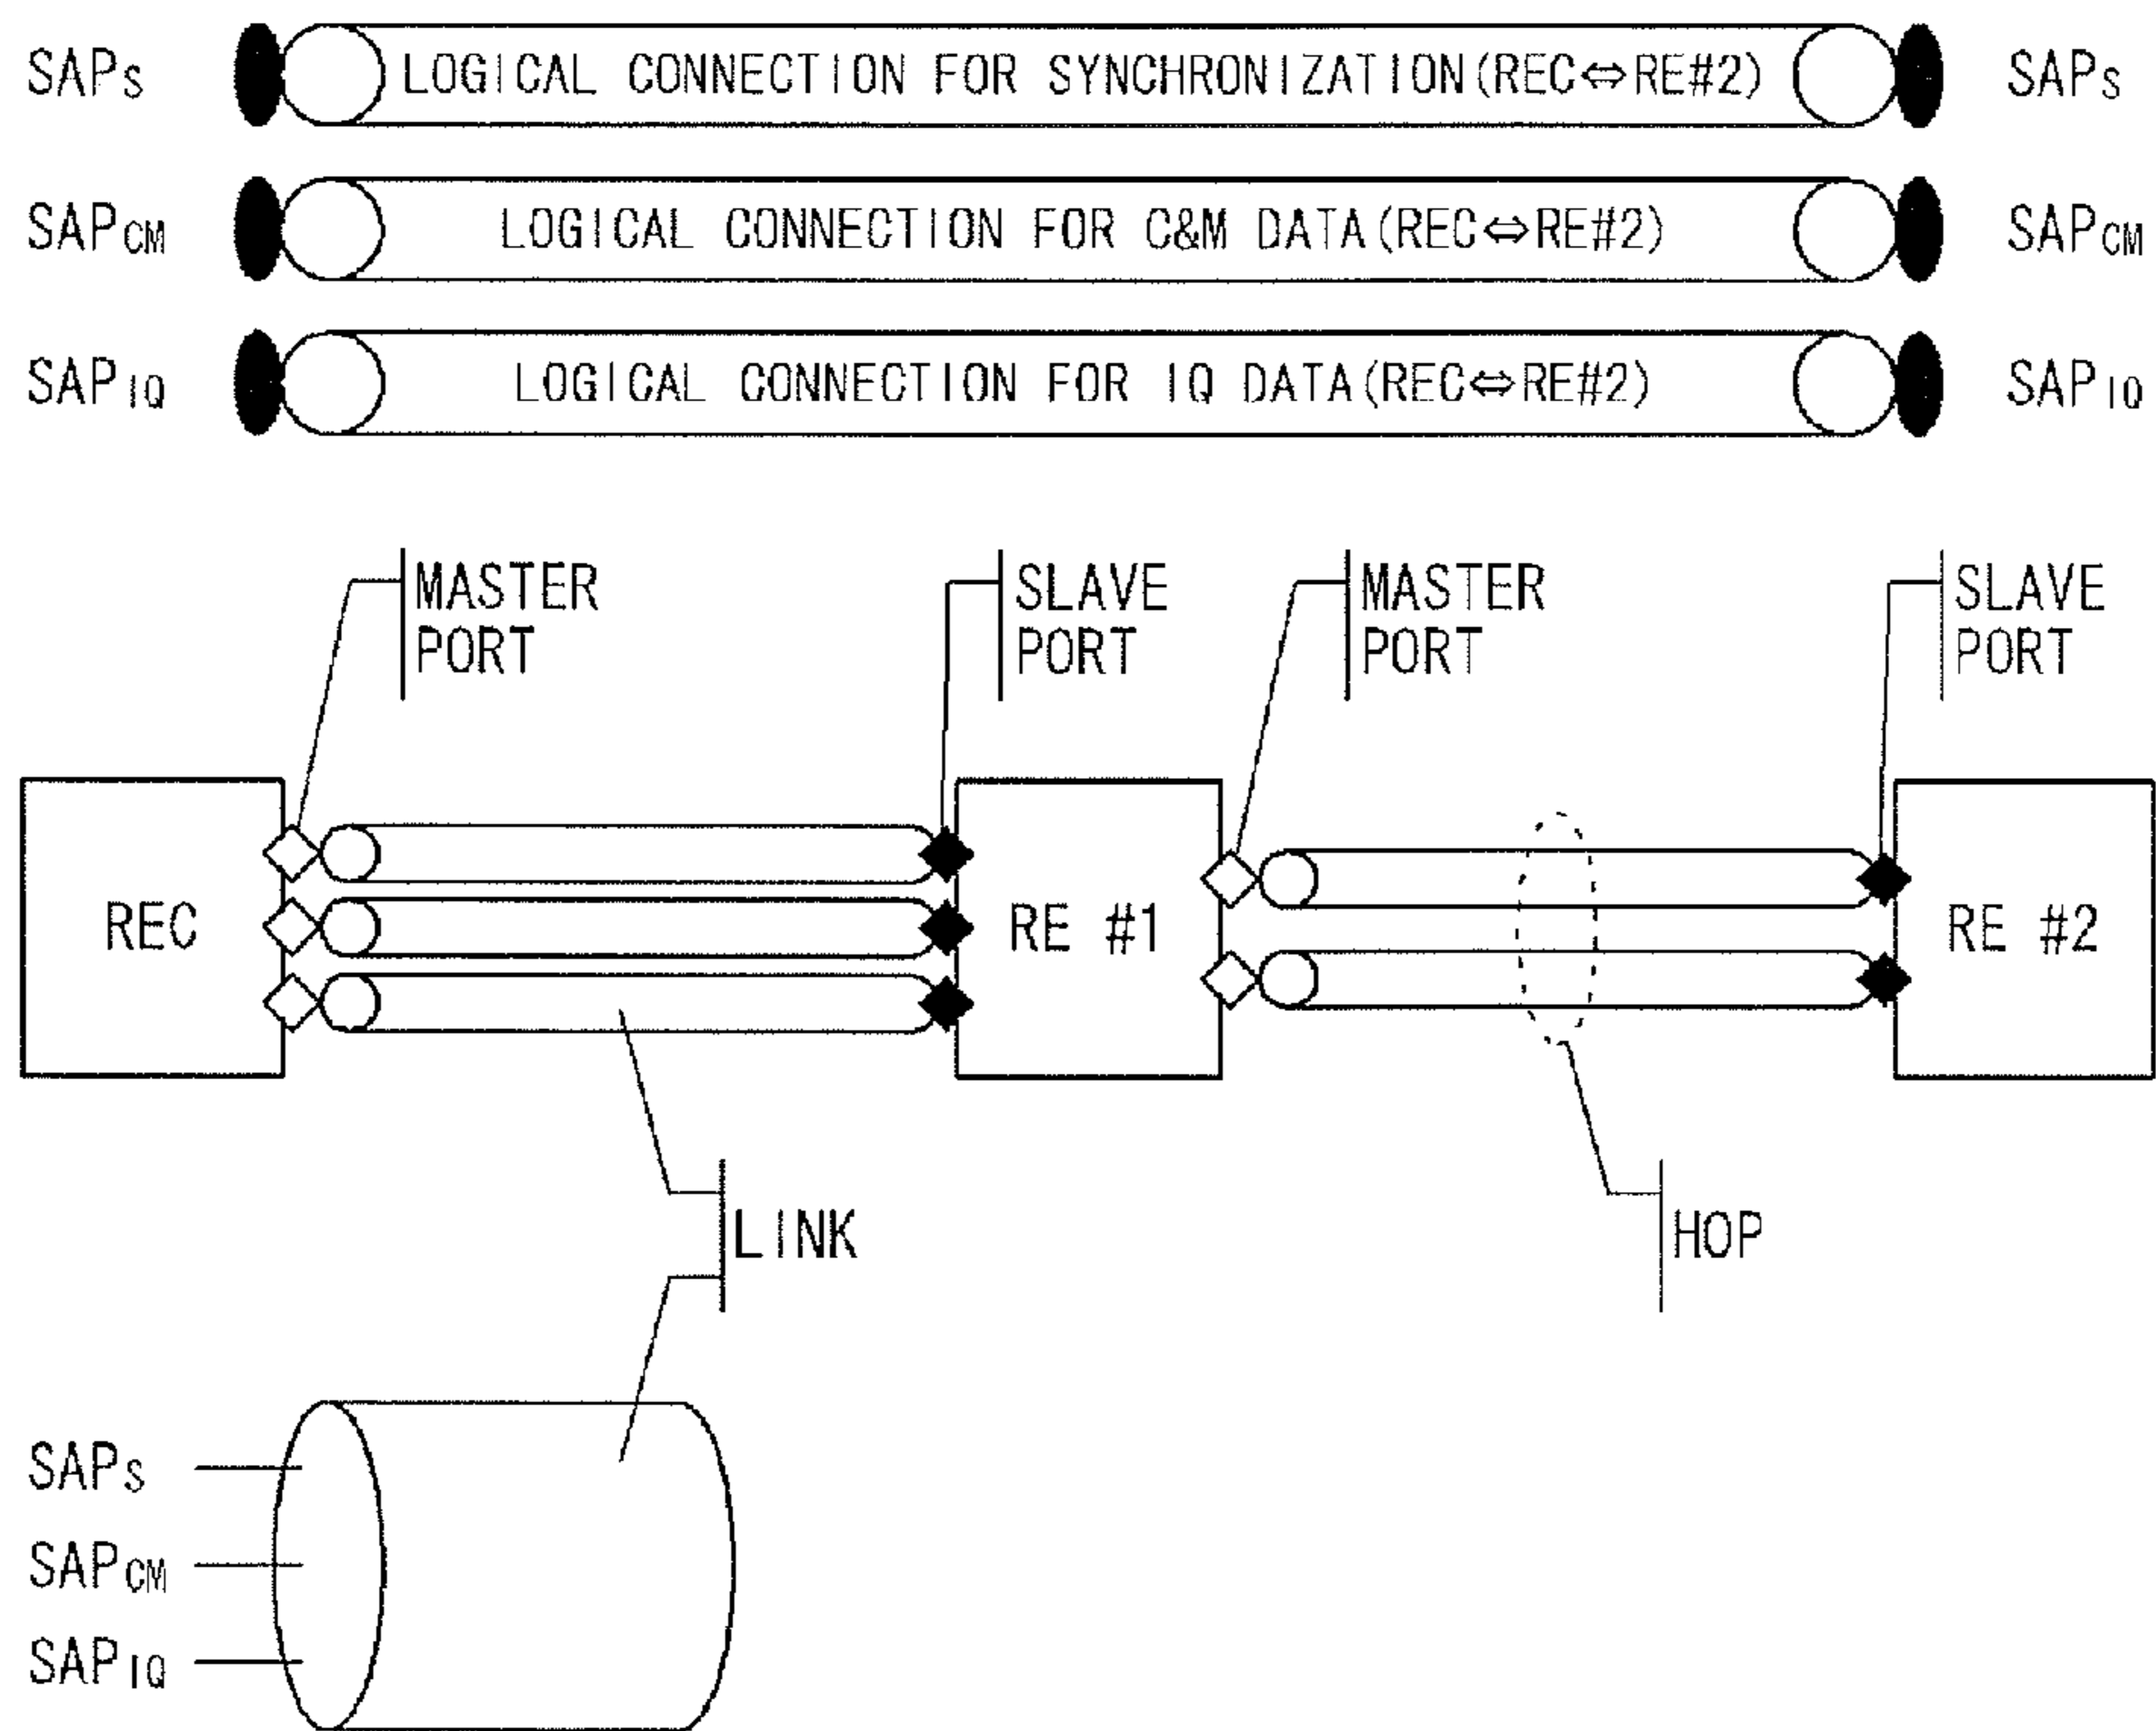 SAPS LOGICAL CONNECTION FOR SYNCHRONIZATION(REC⇔RE#2) SAPS
SAPCM LOGICAL CONNECTION FOR C&M DATA(REC⇔RE#2) SAPCM
SAPIQ LOGICAL CONNECTION FOR IQ DATA(REC⇔RE#2) SAPIQ
MASTER
PORT
SLAVE
PORT
MASTER
PORT
SLAVE
PORT
REC
RE #1
RE #2
LINK
HOP
SAPS
SAPCM
SAPIQ